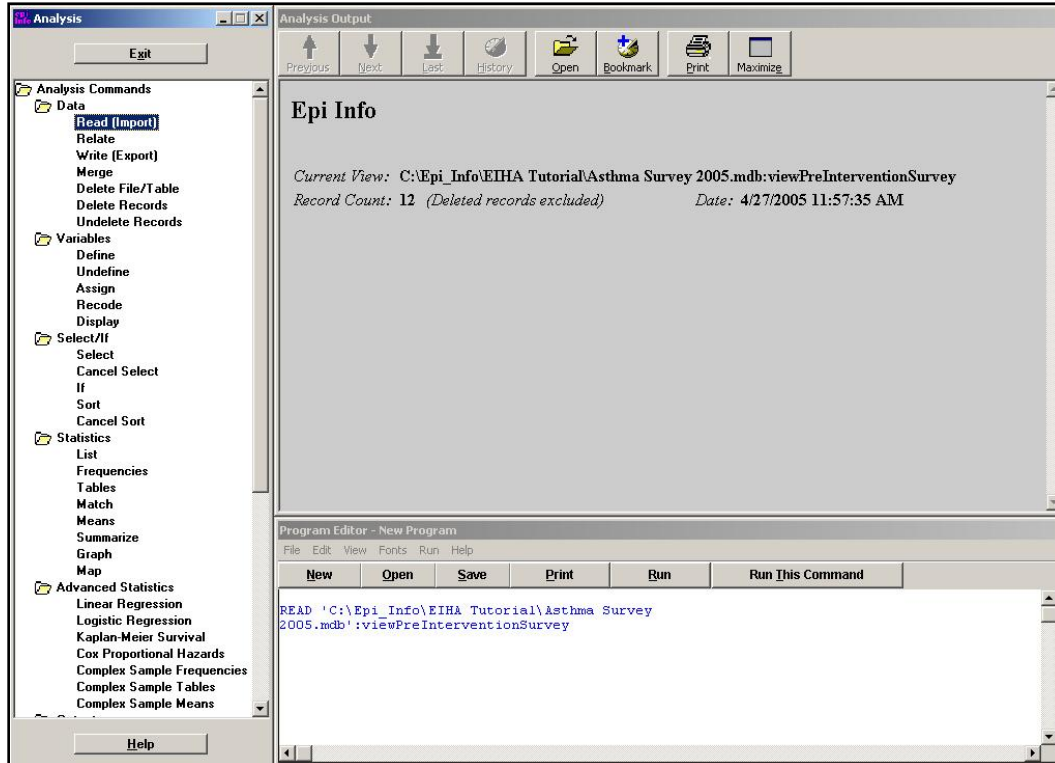 Epi Info Analysis
Exit
Analysis Commands
Data
Read (Import)
Relate
Write (Export)
Merge
Delete File/Table
Delete Records
Undelete Records
Variables
Define
Undefine
Assign
Recode
Display
Select/If
Select
Cancel Select
If
Sort
Cancel Sort
Statistics
List
Frequencies
Tables
Match
Means
Summarize
Graph
Map
Advanced Statistics
Linear Regression
Logistic Regression
Kaplan-Meier Survival
Cox Proportional Hazards
Complex Sample Frequencies
Complex Sample Tables
Complex Sample Means
Help
Analysis Output
Previous Next Last History Open Bookmark Print Maximize
Epi Info
Current View: C:\Epi_Info\EIHA Tutorial\Asthma Survey 2005.mdb:viewPreInterventionSurvey
Record Count: 12 (Deleted records excluded) Date: 4/27/2005 11:57:35 AM
Program Editor - New Program
File Edit View Fonts Run Help
New Open Save Print Run Run This Command
READ 'C:\Epi_Info\EIHA Tutorial\Asthma Survey
2005.mdb':viewPreInterventionSurvey